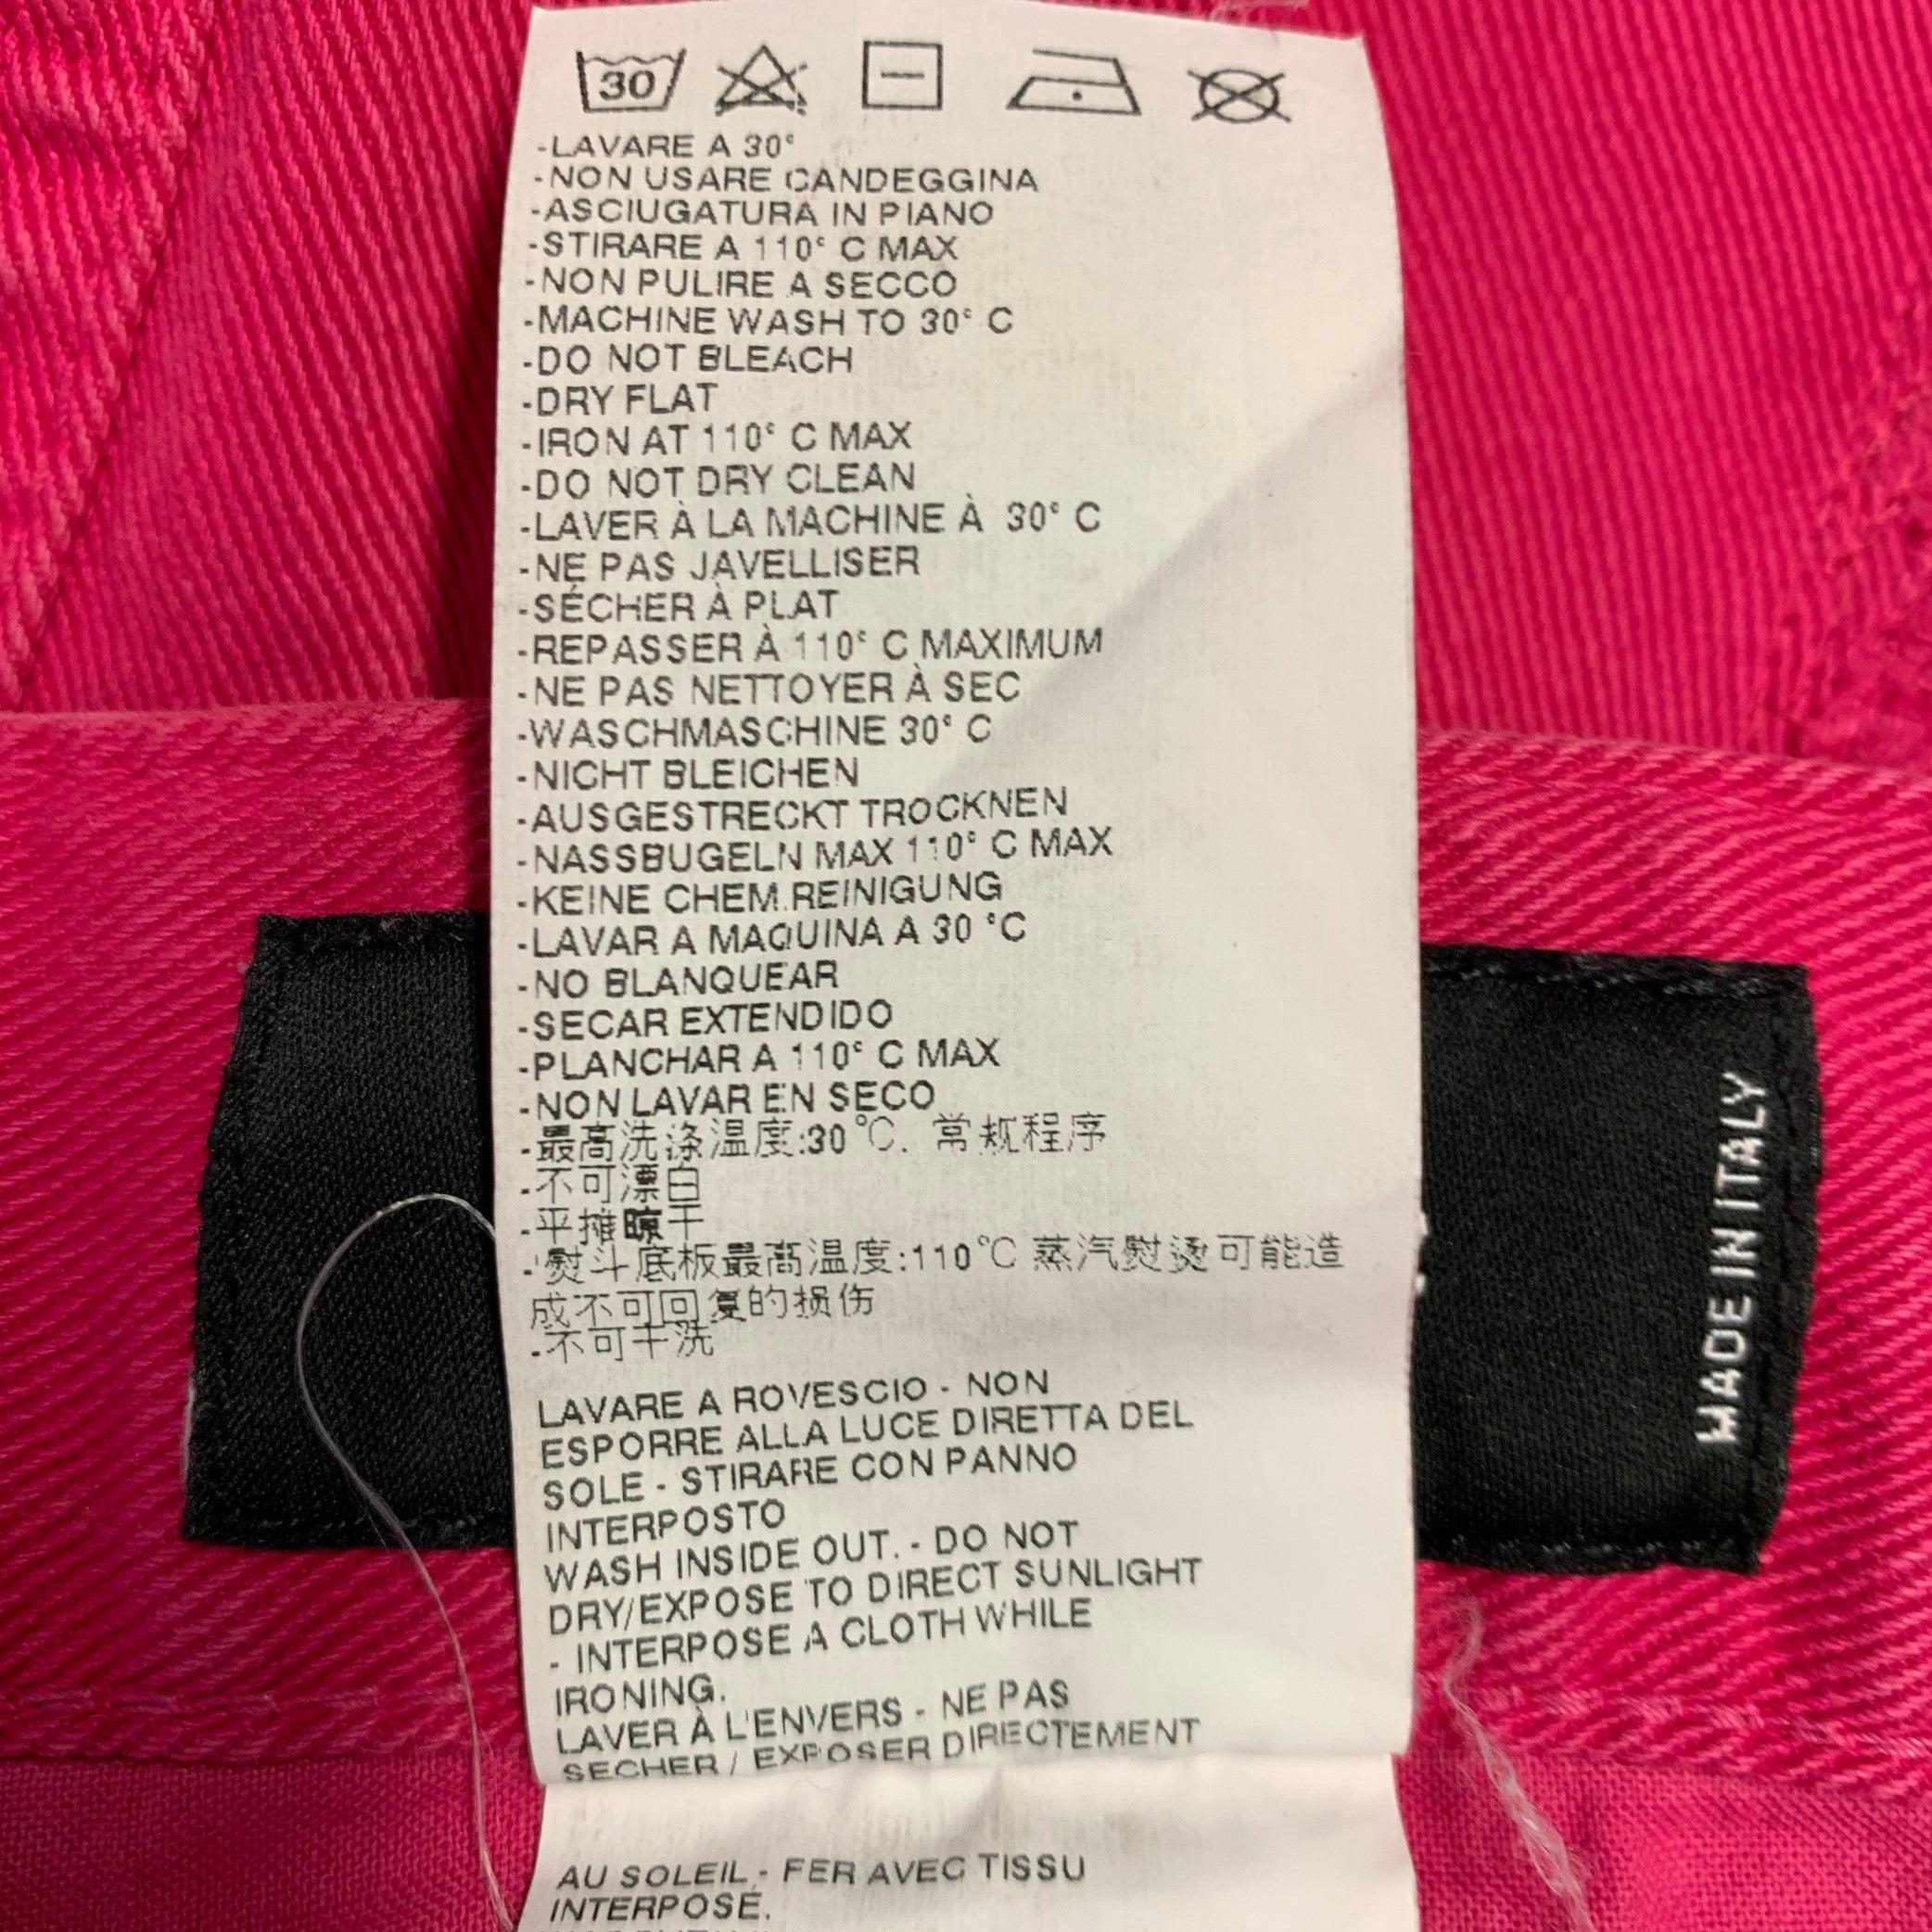 30
-LAVARE A 30°
-NON USARE CANDEGGINA
-ASCIUGATURA IN PIANO
-STIRARE A 110° C MAX
-NON PULIRE A SECCO
-MACHINE WASH TO 30° C
-DO NOT BLEACH
-DRY FLAT
-IRON AT 110° C MAX
-DO NOT DRY CLEAN
-LAVER À LA MACHINE À 30° C
-NE PAS JAVELLISER
-SÉCHER À PLAT
-REPASSER À 110° C MAXIMUM
-NE PAS NETTOYER À SEC
-WASCHMASCHINE 30° C
-NICHT BLEICHEN
-AUSGESTRECKT TROCKNEN
-NASSBUGELN MAX 110° C MAX
-KEINE CHEM.REINIGUNG
-LAVAR A MAQUINA A 30 °C
-NO BLANQUEAR
-SECAR EXTENDIDO
-PLANCHAR A 110° C MAX
-NON LAVAR EN SECO
-最高洗涤温度:30℃. 常规程序
-不可漂白
-平摊晾干
-熨斗底板最高温度:110℃ 蒸汽熨烫可能造
成不可回复的损伤
-不可干洗
LAVARE A ROVESCIO - NON
ESPORRE ALLA LUCE DIRETTA DEL
SOLE - STIRARE CON PANNO
INTERPOSTO
WASH INSIDE OUT. - DO NOT
DRY/EXPOSE TO DIRECT SUNLIGHT
- INTERPOSE A CLOTH WHILE
IRONING.
LAVER À L'ENVERS - NE PAS
SECHER / EXPOSER DIRECTEMENT
AU SOLEIL - FER AVEC TISSU
INTERPOSÉ.
MADE IN ITALY